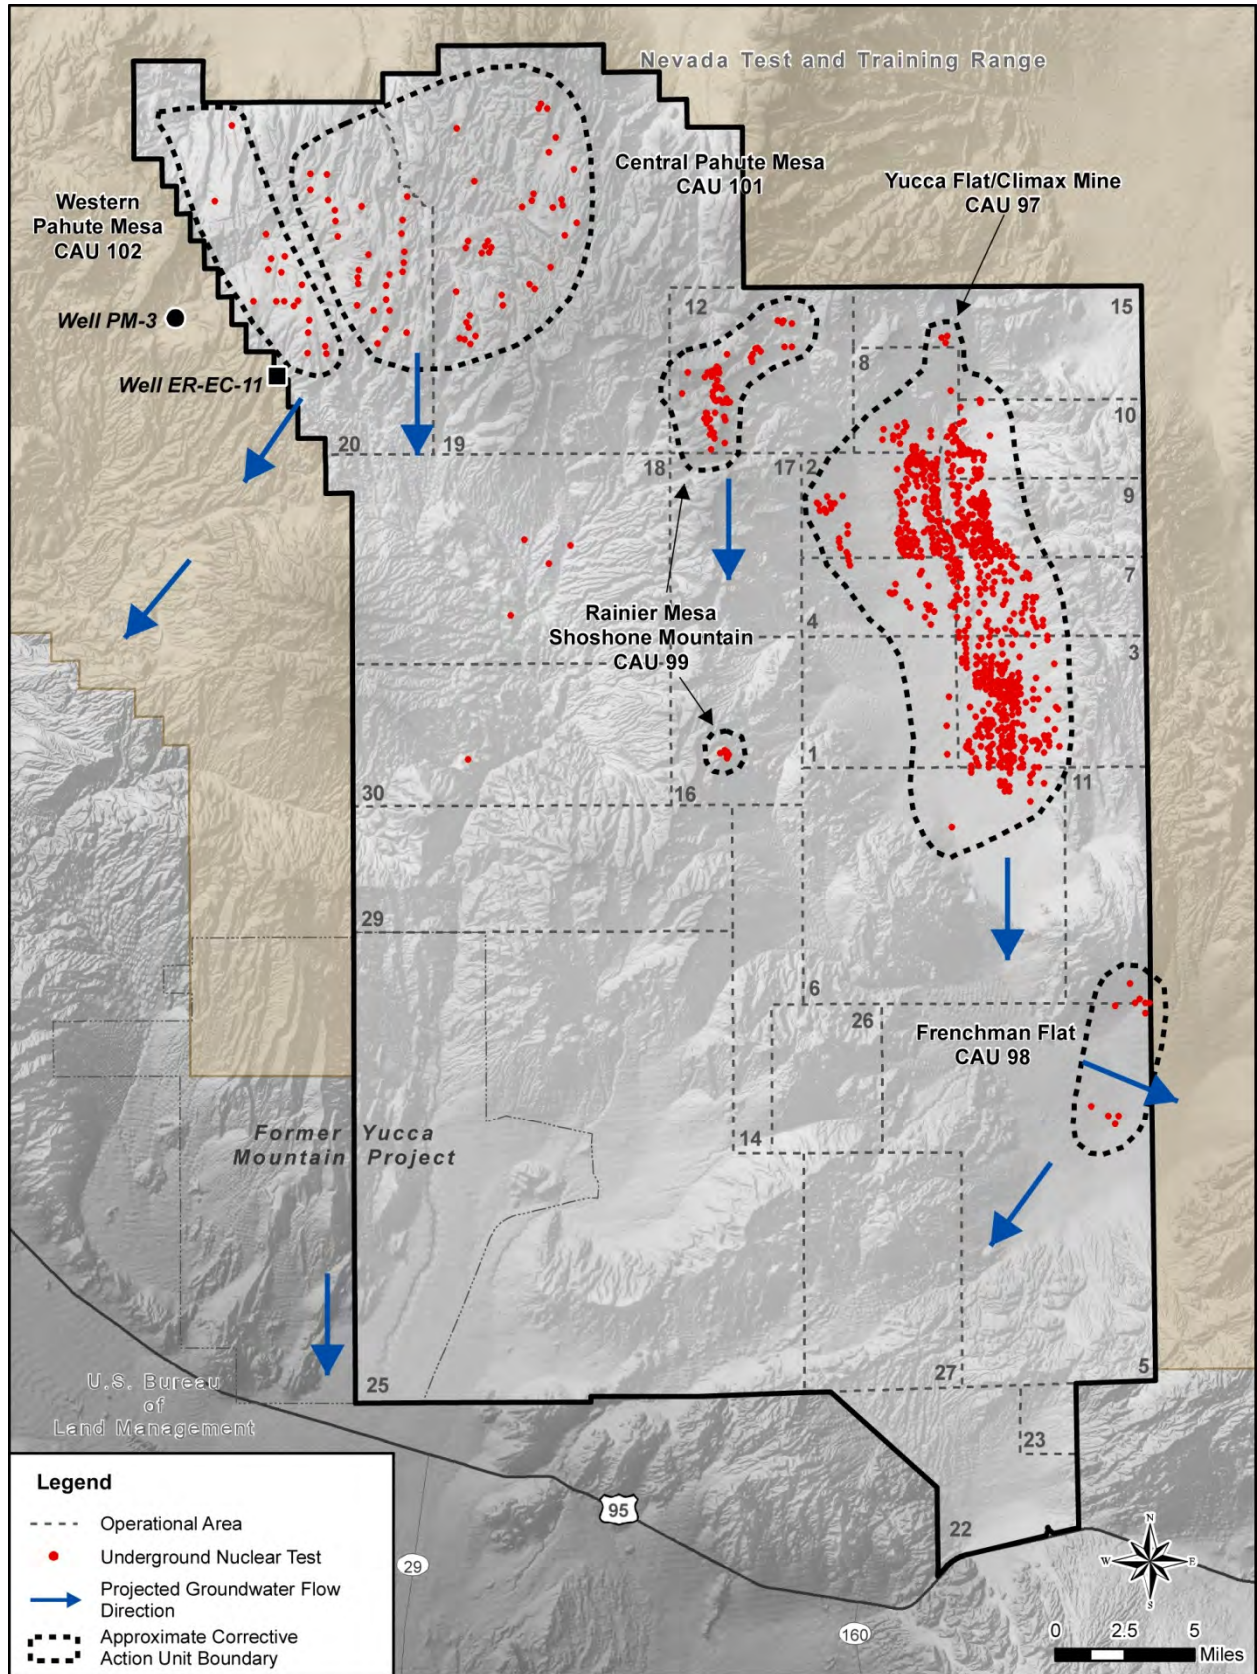 Nevada Test and Training Range
Central Pahute Mesa
CAU 101
Yucca Flat/Climax Mine
CAU 97
Western
Pahute Mesa
CAU 102
12
15
Well PM-3
8
Well ER-EC-11
10
20
19
18
17
2
9
7
Rainier Mesa
Shoshone Mountain
CAU 99
4
3
1
11
30
16
29
6
26
Frenchman Flat
CAU 98
Former Yucca
Mountain Project
14
U.S. Bureau
of
Land Management
25
27
5
23
95
22
29
160
Legend
Operational Area
Underground Nuclear Test
Projected Groundwater Flow
Direction
Approximate Corrective
Action Unit Boundary
N
W
E
S
0 2.5 5
Miles